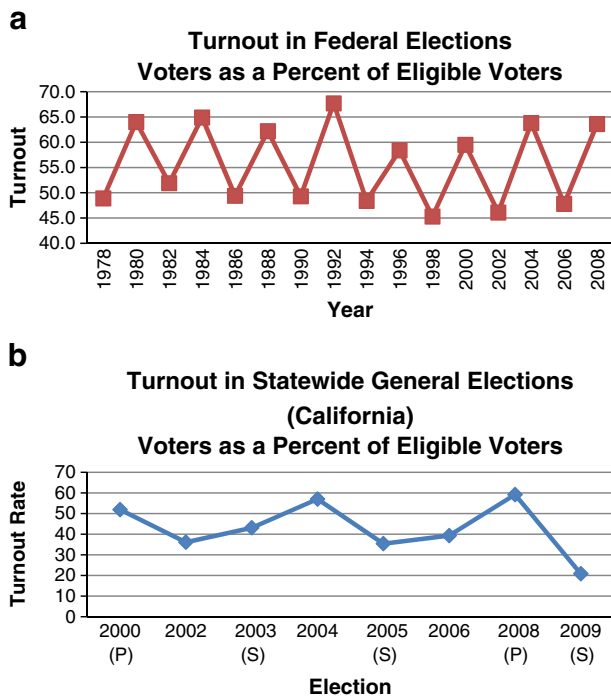 a
Turnout in Federal Elections
Voters as a Percent of Eligible Voters
70.0
65.0
60.0
55.0
50.0
45.0
40.0
Turnout
1978 1980 1982 1984 1986 1988 1990 1992 1994 1996 1998 2000 2002 2004 2006 2008
Year
b
Turnout in Statewide General Elections
(California)
Voters as a Percent of Eligible Voters
70
60
50
40
30
20
10
0
Turnout Rate
2000 2002 2003 2004 2005 2006 2008 2009
(P) (S) (S) (P) (S)
Election